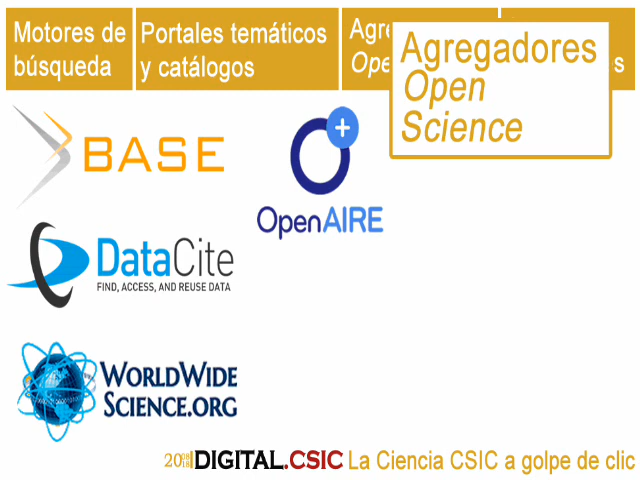 Motores de
búsqueda
Portales temáticos
y catálogos
Agre
Ope
s
Agregadores
Open
Science
BASE
OpenAIRE
DataCite
FIND, ACCESS, AND REUSE DATA
WORLDWIDE
SCIENCE.ORG
DIGITAL.CSIC La Ciencia CSIC a golpe de clic